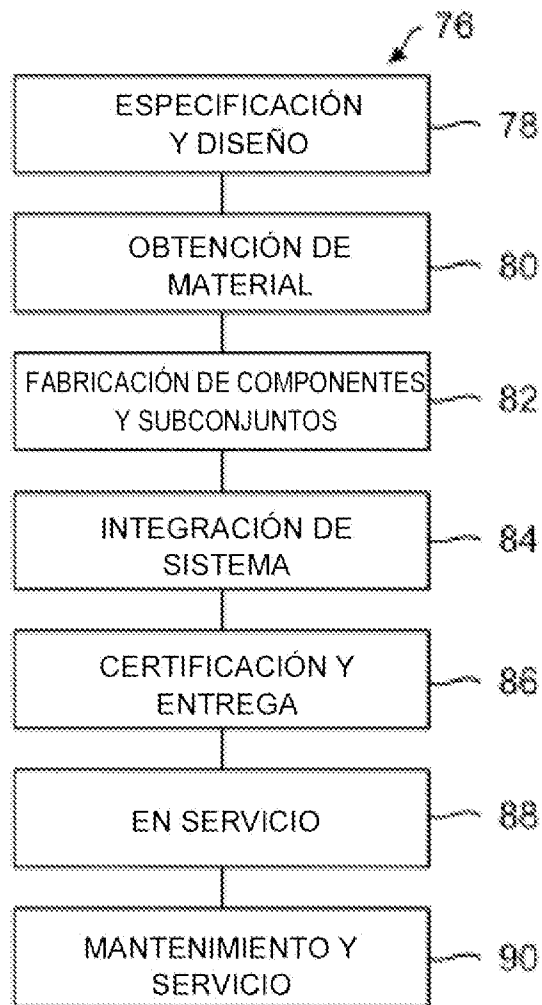 76
ESPECIFICACIÓN
Y DISEÑO
78
OBTENCIÓN DE
MATERIAL
80
FABRICACIÓN DE COMPONENTES
Y SUBCONJUNTOS
82
INTEGRACIÓN DE
SISTEMA
84
CERTIFICACIÓN Y
ENTREGA
86
EN SERVICIO
88
MANTENIMIENTO Y
SERVICIO
90